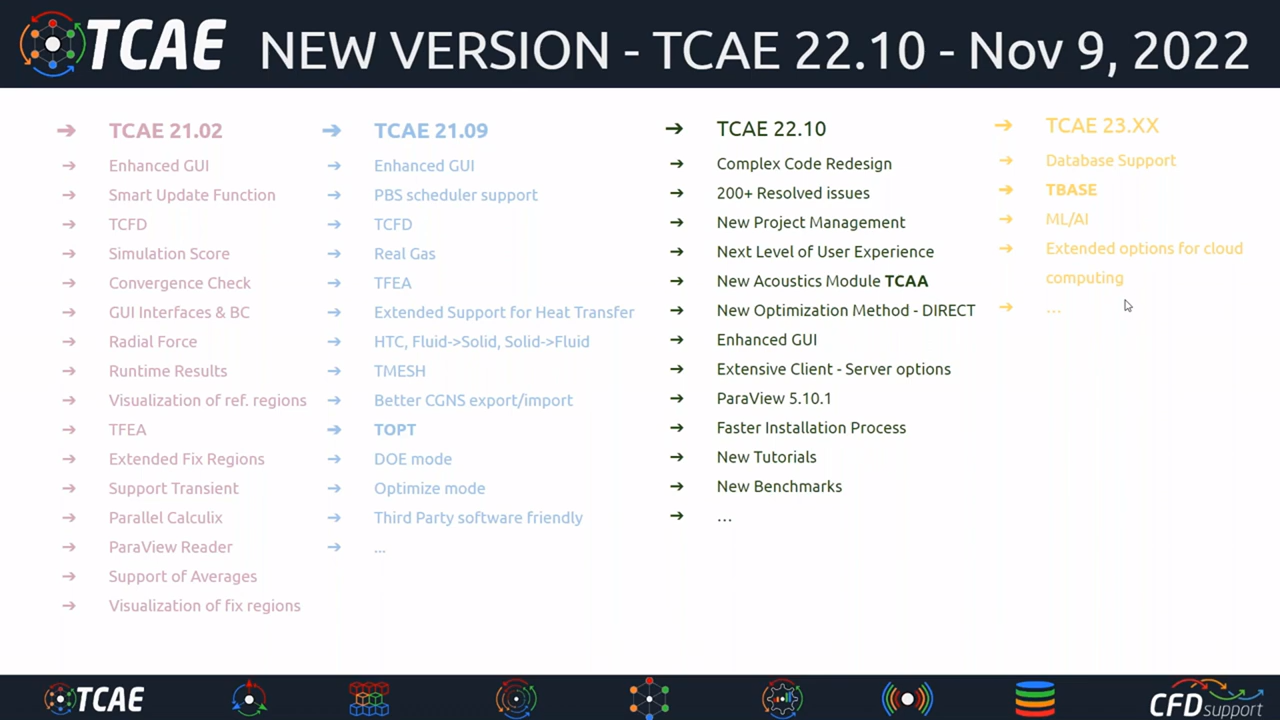 TCAE NEW VERSION - TCAE 22.10 - Nov 9, 2022
TCAE 21.02
Enhanced GUI
Smart Update Function
TCFD
Simulation Score
Convergence Check
GUI Interfaces & BC
Radial Force
Runtime Results
Visualization of ref. regions
TFEA
Extended Fix Regions
Support Transient
Parallel Calculix
ParaView Reader
Support of Averages
Visualization of fix regions
TCAE 21.09
Enhanced GUI
PBS scheduler support
TCFD
Real Gas
TFEA
Extended Support for Heat Transfer
HTC, Fluid->Solid, Solid->Fluid
TMESH
Better CGNS export/import
TOPT
DOE mode
Optimize mode
Third Party software friendly
...
TCAE 22.10
Complex Code Redesign
200+ Resolved issues
New Project Management
Next Level of User Experience
New Acoustics Module TCAA
New Optimization Method - DIRECT
Enhanced GUI
Extensive Client - Server options
ParaView 5.10.1
Faster Installation Process
New Tutorials
New Benchmarks
...
TCAE 23.XX
Database Support
TBASE
ML/AI
Extended options for cloud
computing
...
TCAE
CFDsupport